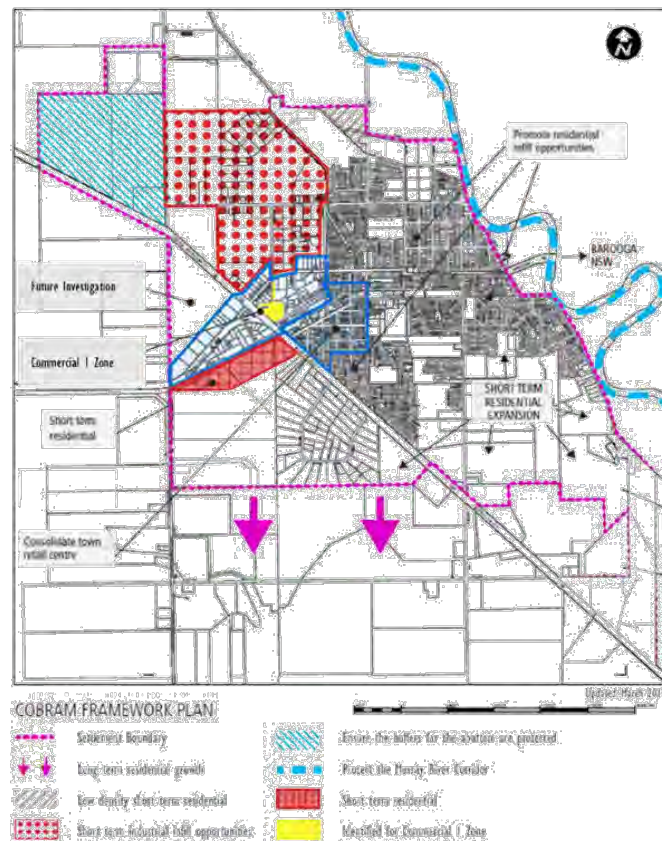 N
Promote residential
infill opportunities
BAROOGA
NSW
Future Investigation
Commercial 1 Zone
Short term
residential
SHORT TERM
RESIDENTIAL
EXPANSION
Consolidate town
retail centre
Updated: March
COBRAM FRAMEWORK PLAN
Settlement Boundary
Long term residential growth
Low density short term residential
Short term industrial infill opportunities
Ensure the buffers for the are protected
Protect the Murray River Corridor
Short term residential
Identified for Commercial 1 Zone